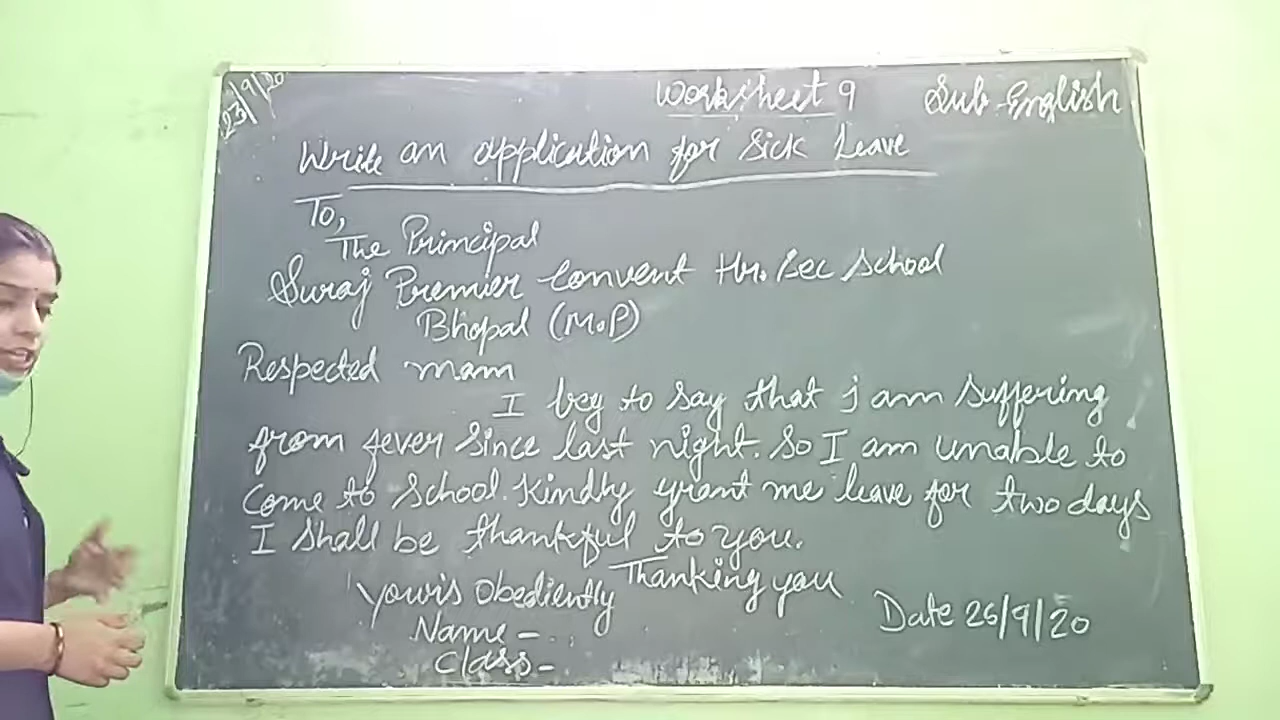 23/9/20
Worksheet 9 Sub-English
Write an application for Sick Leave
To,
The Principal
Suraj Premier Convent Hr. Sec School
Bhopal (M.P)
Respected mam
I beg to say that i am suffering
from fever since last night. So I am unable to
come to school. Kindly grant me leave for two days
I shall be thankful to you.
Thanking you
Your's Obediently
Name - ..
Class -
Date 26/9/20